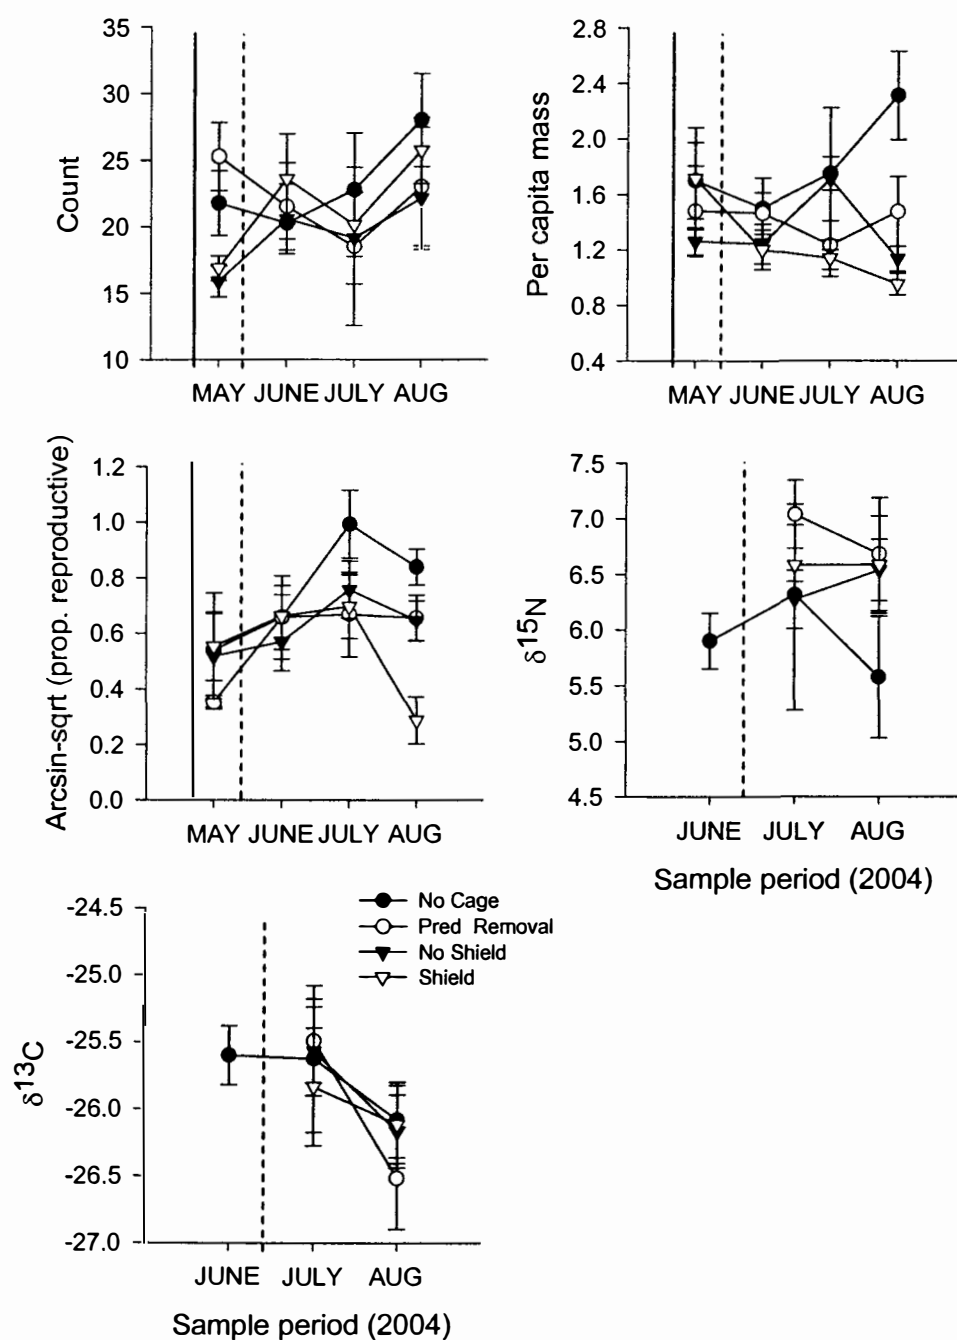 Count
35
30
25
20
15
10
MAY JUNE JULY AUG
Per capita mass
2.8
2.4
2.0
1.6
1.2
0.8
0.4
MAY JUNE JULY AUG
Arcsin-sqrt (prop. reproductive)
1.2
1.0
0.8
0.6
0.4
0.2
0.0
MAY JUNE JULY AUG
δ15N
7.5
7.0
6.5
6.0
5.5
5.0
4.5
JUNE JULY AUG
Sample period (2004)
δ13C
-24.5
-25.0
-25.5
-26.0
-26.5
-27.0
No Cage
Pred Removal
No Shield
Shield
JUNE JULY AUG
Sample period (2004)